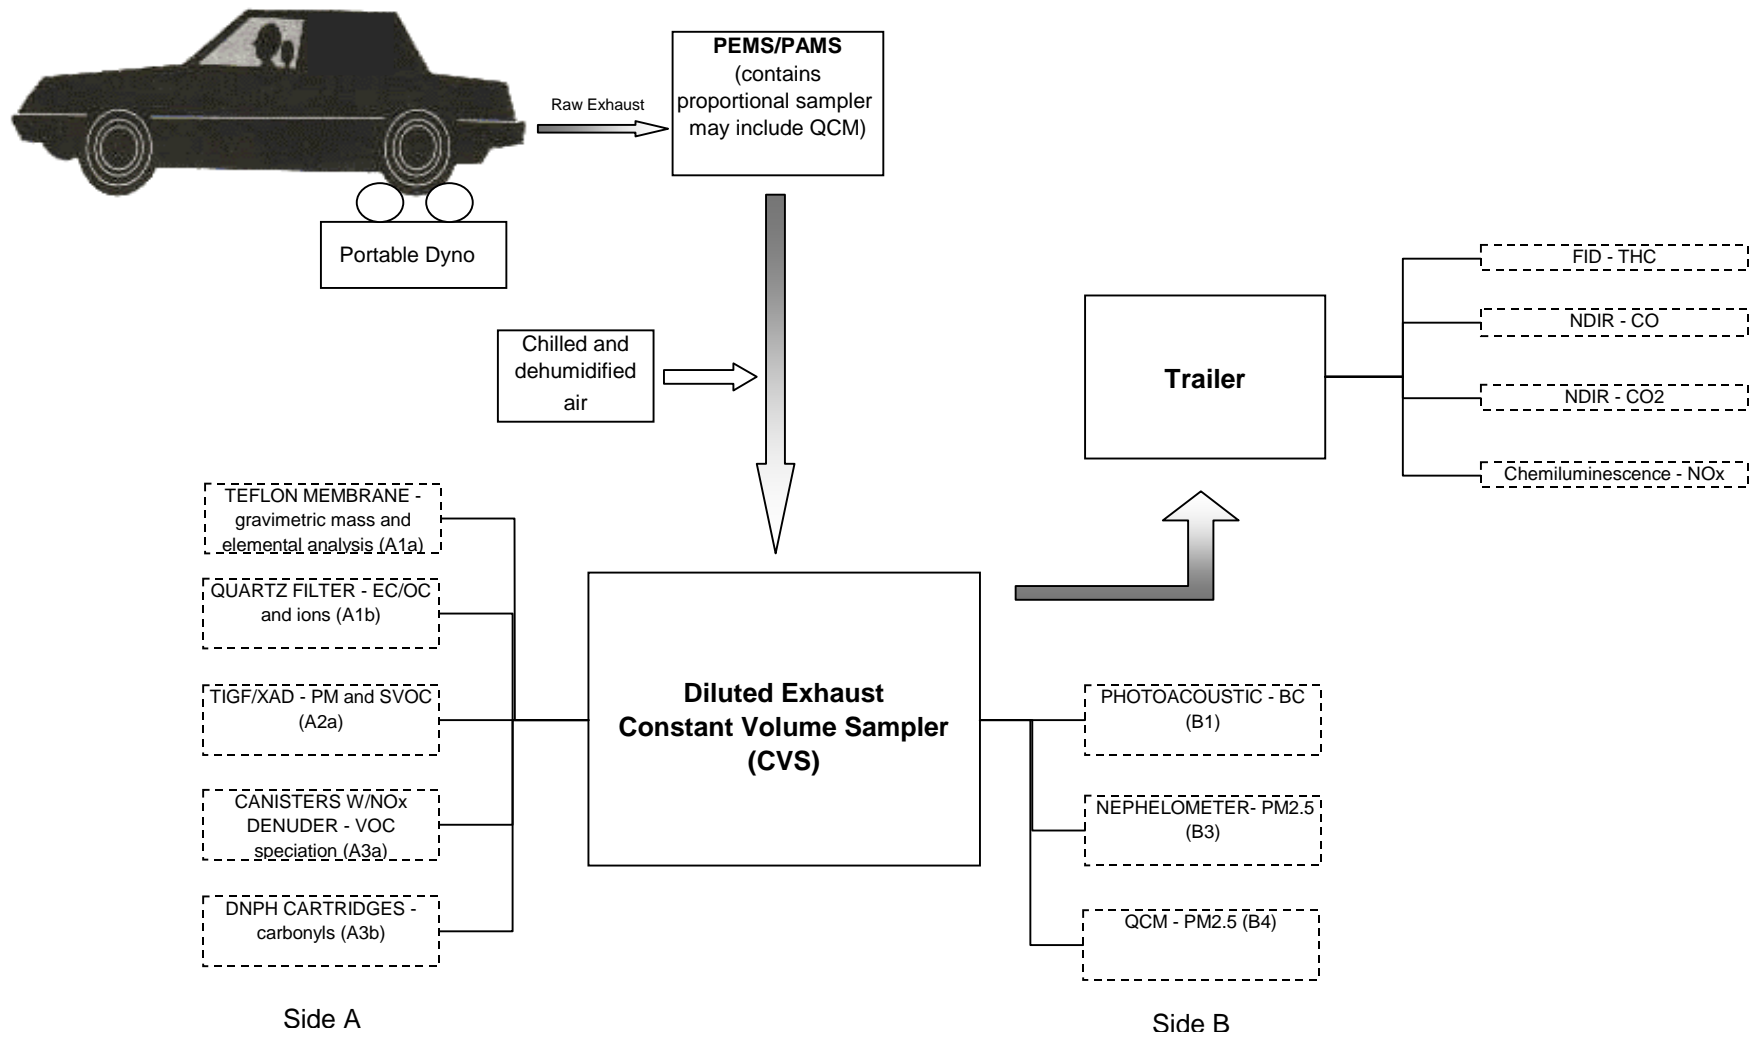 PEMS/PAMS
(contains
proportional sampler
may include QCM)
Raw Exhaust
Portable Dyno
Chilled and
dehumidified
air
Trailer
FID - THC
NDIR - CO
NDIR - CO2
Chemiluminescence - NOx
TEFLON MEMBRANE -
gravimetric mass and
elemental analysis (A1a)
QUARTZ FILTER - EC/OC
and ions (A1b)
TIGF/XAD - PM and SVOC
(A2a)
CANISTERS W/NOx
DENUDER - VOC
speciation (A3a)
DNPH CARTRIDGES -
carbonyls (A3b)
Side A
Diluted Exhaust
Constant Volume Sampler
(CVS)
PHOTOACOUSTIC - BC
(B1)
NEPHELOMETER- PM2.5
(B3)
QCM - PM2.5 (B4)
Side B